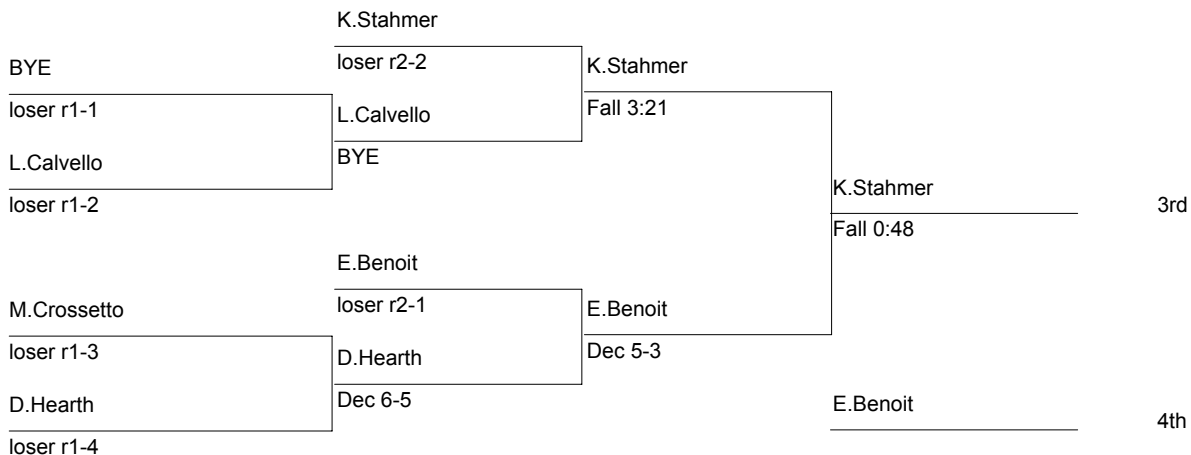 K.Stahmer
BYE
loser r2-2
K.Stahmer
loser r1-1
L.Calvello
Fall 3:21
L.Calvello
BYE
loser r1-2
K.Stahmer
3rd
Fall 0:48
E.Benoit
M.Crossetto
loser r2-1
E.Benoit
loser r1-3
D.Hearth
Dec 5-3
D.Hearth
Dec 6-5
E.Benoit
4th
loser r1-4